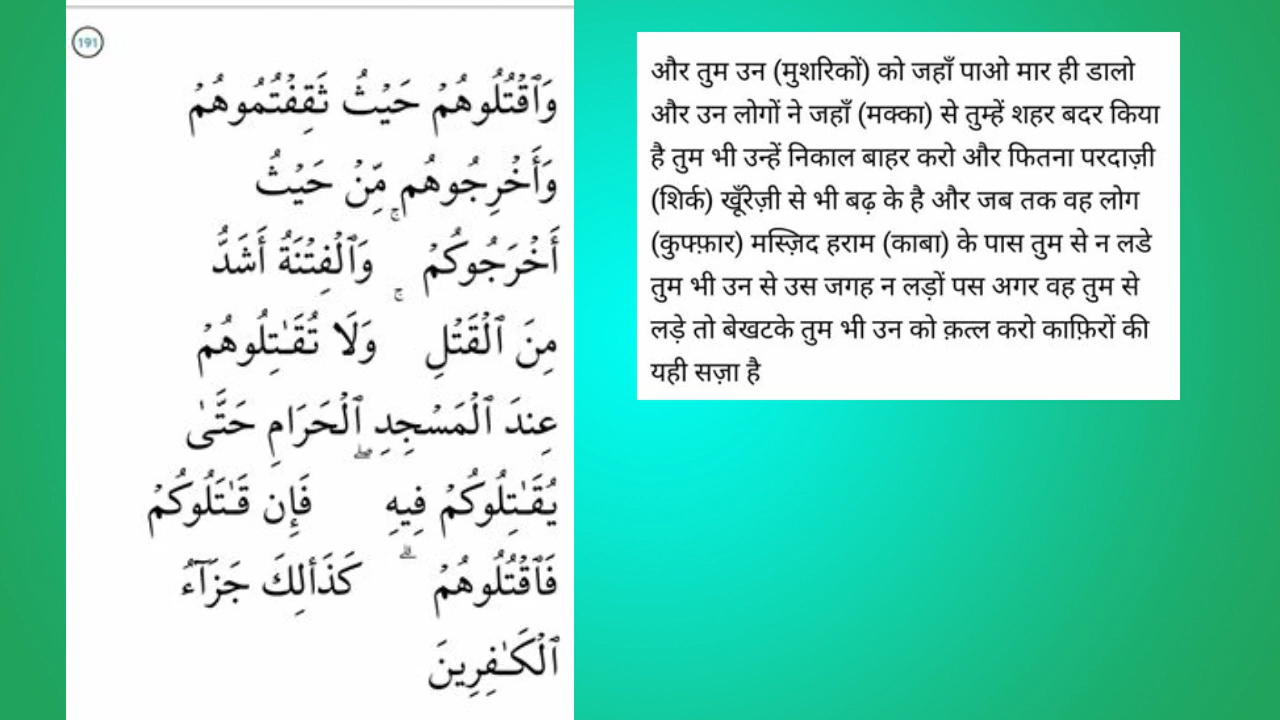 191
وَٱقْتُلُوهُمْ حَيْثُ ثَقِفْتُمُوهُمْ
وَأَخْرِجُوهُم مِّنْ حَيْثُ
أَخْرَجُوكُمْ ۚ وَٱلْفِتْنَةُ أَشَدُّ
مِنَ ٱلْقَتْلِ ۚ وَلَا تُقَـٰتِلُوهُمْ
عِندَ ٱلْمَسْجِدِ ٱلْحَرَامِ حَتَّىٰ
يُقَـٰتِلُوكُمْ فِيهِ ۖ فَإِن قَـٰتَلُوكُمْ
فَٱقْتُلُوهُمْ ۗ كَذَٲلِكَ جَزَآءُ
ٱلْكَـٰفِرِينَ
और तुम उन (मुशरिकों) को जहाँ पाओ मार ही डालो
और उन लोगों ने जहाँ (मक्का) से तुम्हें शहर बदर किया
है तुम भी उन्हें निकाल बाहर करो और फितना परदाज़ी
(शिर्क) खूँरेज़ी से भी बढ़ के है और जब तक वह लोग
(कुफ्फ़ार) मस्ज़िद हराम (काबा) के पास तुम से न लडे
तुम भी उन से उस जगह न लड़ों पस अगर वह तुम से
लड़े तो बेखटके तुम भी उन को क़त्ल करो काफ़िरों की
यही सज़ा है